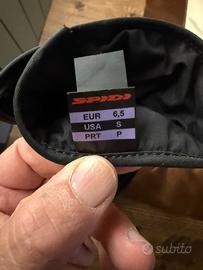 SPIDI
EUR 6,5
USA S
PRT P
subito